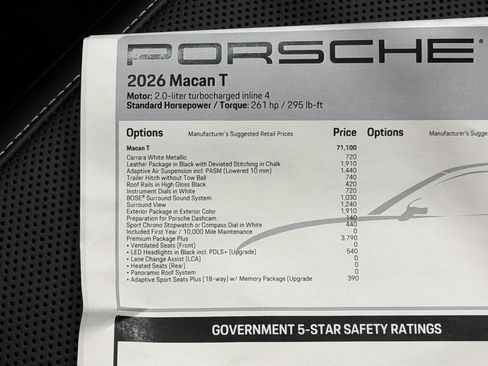 PORSCHE®
2026 Macan T
Motor: 2.0-liter turbocharged inline 4
Standard Horsepower / Torque: 261 hp / 295 lb-ft
Options Manufacturer's Suggested Retail Prices Price Options Manufacturer's
Macan T 71,100
Carrara White Metallic 720
Leather Package in Black with Deviated Stitching in Chalk 1,910
Adaptive Air Suspension incl. PASM (Lowered 10 mm) 1,440
Trailer Hitch without Tow Ball 740
Roof Rails in High Gloss Black 420
Instrument Dials in White 720
BOSE® Surround Sound System 1,030
Surround View 1,240
Exterior Package in Exterior Color 1,910
Preparation for Porsche Dashcam 140
Sport Chrono Stopwatch or Compass Dial in White 440
Included First Year / 10,000 Mile Maintenance 0
Premium Package Plus 3,790
• Ventilated Seats (Front) 0
• LED Headlights in Black incl. PDLS+ (Upgrade) 540
• Lane Change Assist (LCA) 0
• Heated Seats (Rear) 0
• Panoramic Roof System 0
• Adaptive Sport Seats Plus (18-way) w/ Memory Package (Upgrade 390
GOVERNMENT 5-STAR SAFETY RATINGS